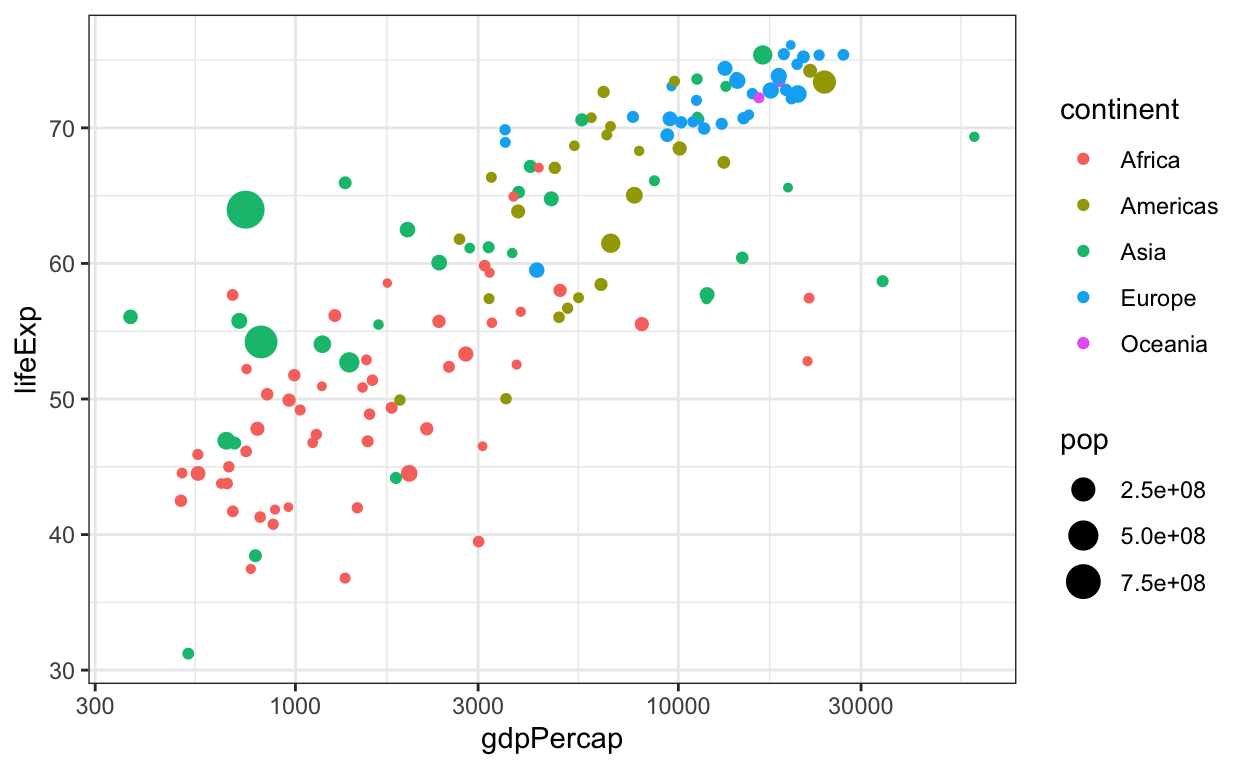 lifeExp
70
60
50
40
30
300 1000 3000 10000 30000
gdpPercap
continent
Africa
Americas
Asia
Europe
Oceania
pop
2.5e+08
5.0e+08
7.5e+08